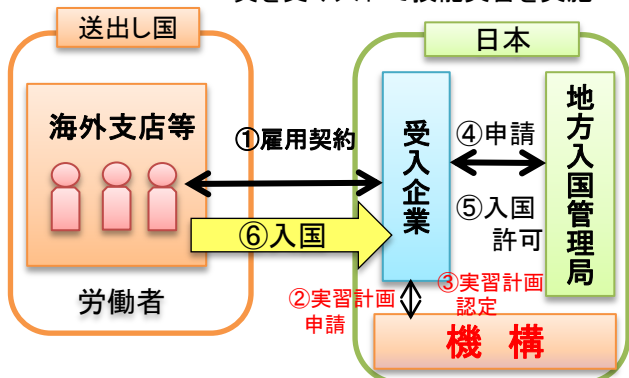 送出し国
日本
海外支店等
①雇用契約
受入企業
④申請
地方入国管理局
⑤入国
許可
⑥入国
労働者
②実習計画
申請
③実習計画
認定
機 構